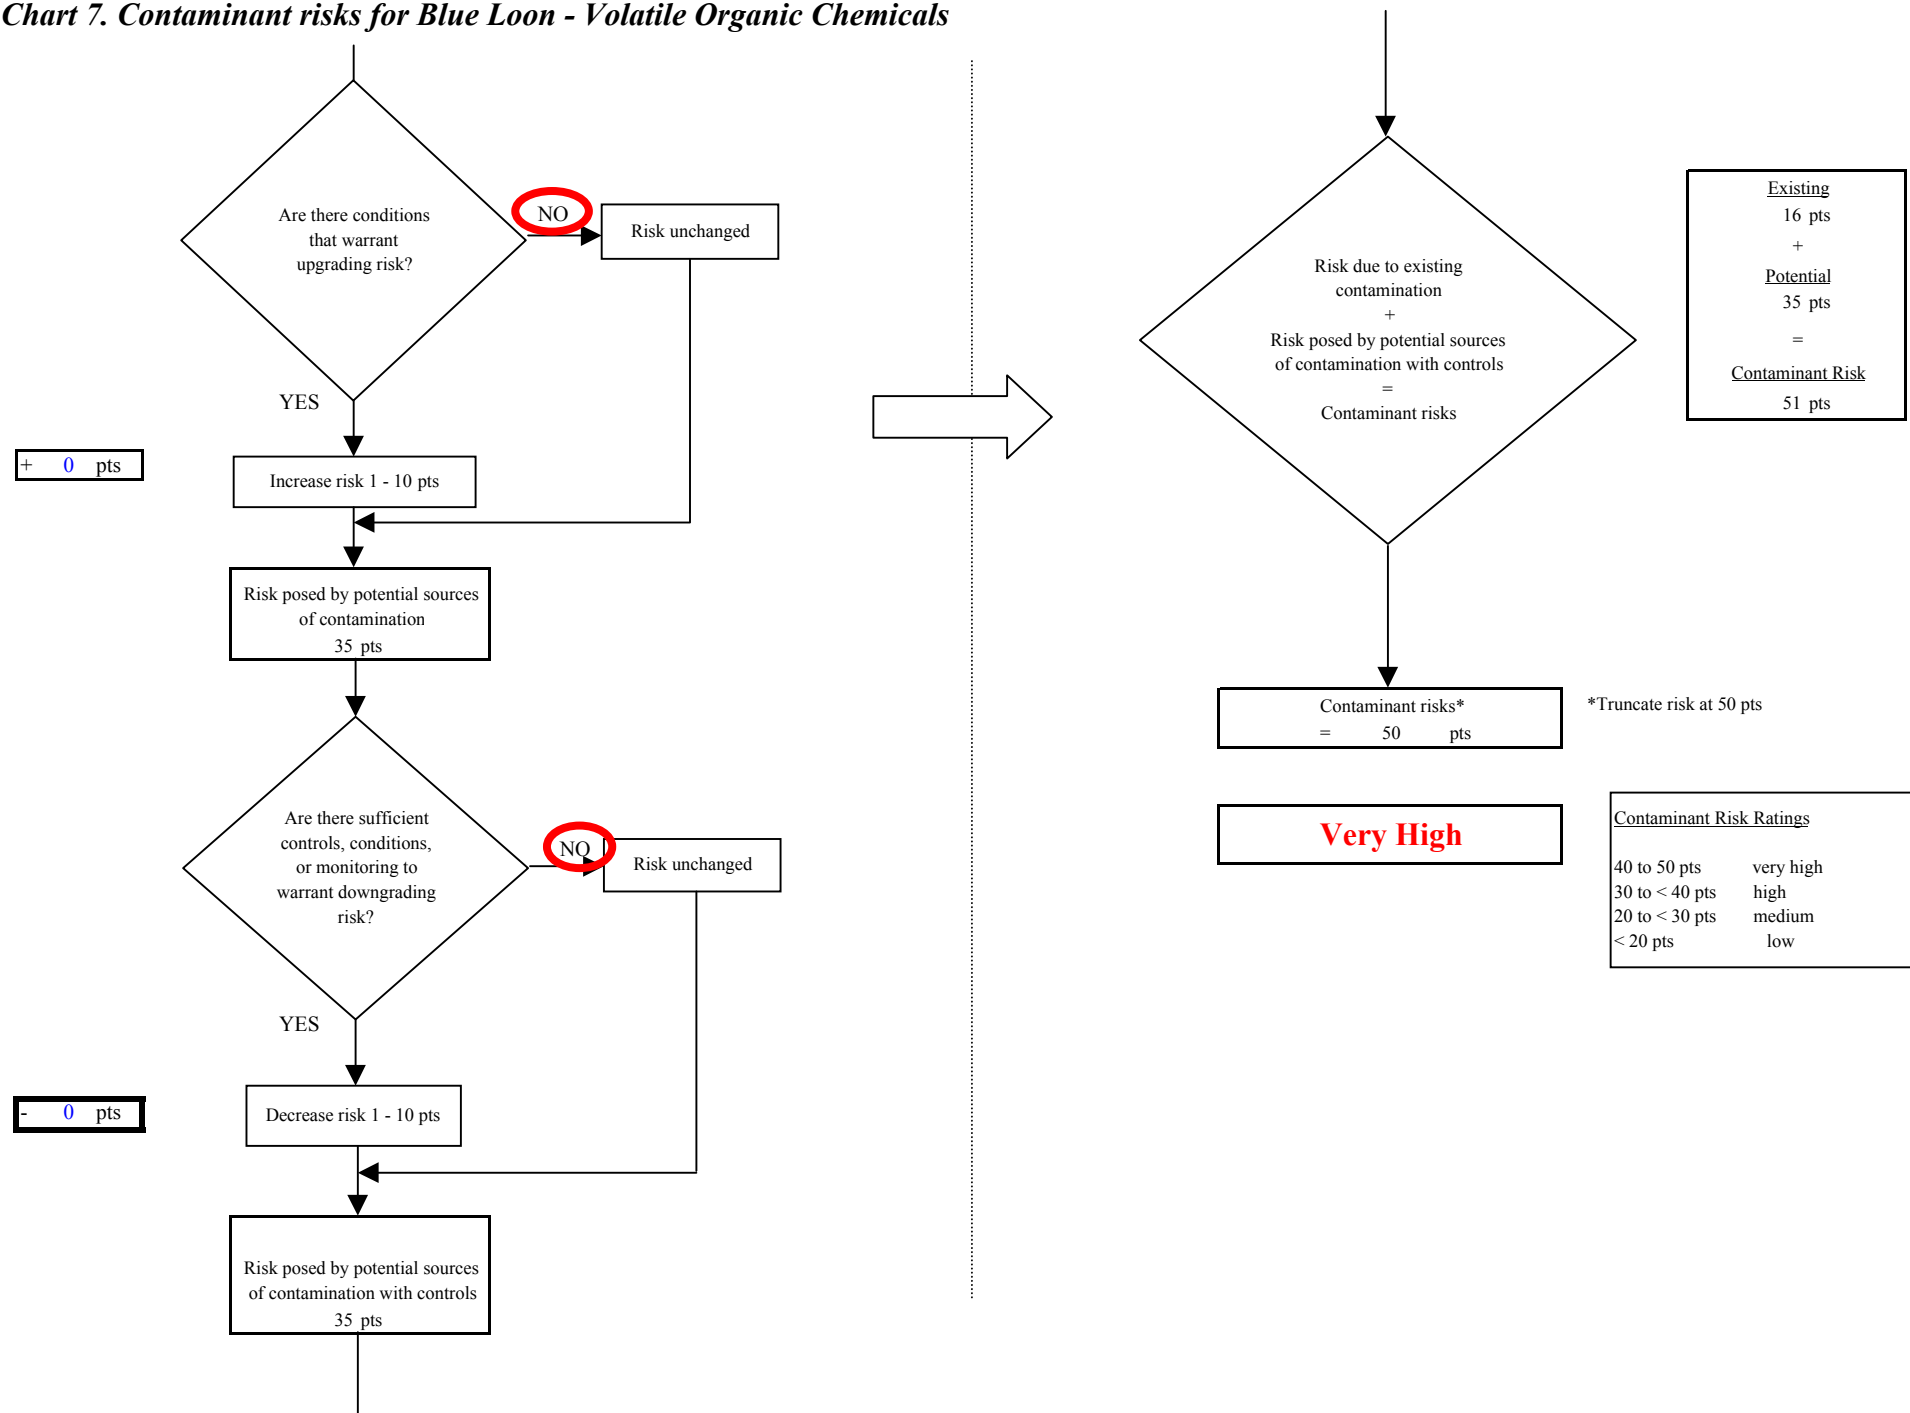 Chart 7. Contaminant risks for Blue Loon - Volatile Organic Chemicals
Are there conditions
that warrant
upgrading risk?
NO
Risk unchanged
YES
+ 0 pts
Increase risk 1 - 10 pts
Risk posed by potential sources
of contamination
35 pts
Are there sufficient
controls, conditions,
or monitoring to
warrant downgrading
risk?
NO
Risk unchanged
YES
- 0 pts
Decrease risk 1 - 10 pts
Risk posed by potential sources
of contamination with controls
35 pts
Risk due to existing
contamination
+
Risk posed by potential sources
of contamination with controls
=
Contaminant risks
Existing
16 pts
+
Potential
35 pts
=
Contaminant Risk
51 pts
Contaminant risks*
= 50 pts
*Truncate risk at 50 pts
Very High
Contaminant Risk Ratings
40 to 50 pts very high
30 to < 40 pts high
20 to < 30 pts medium
< 20 pts low